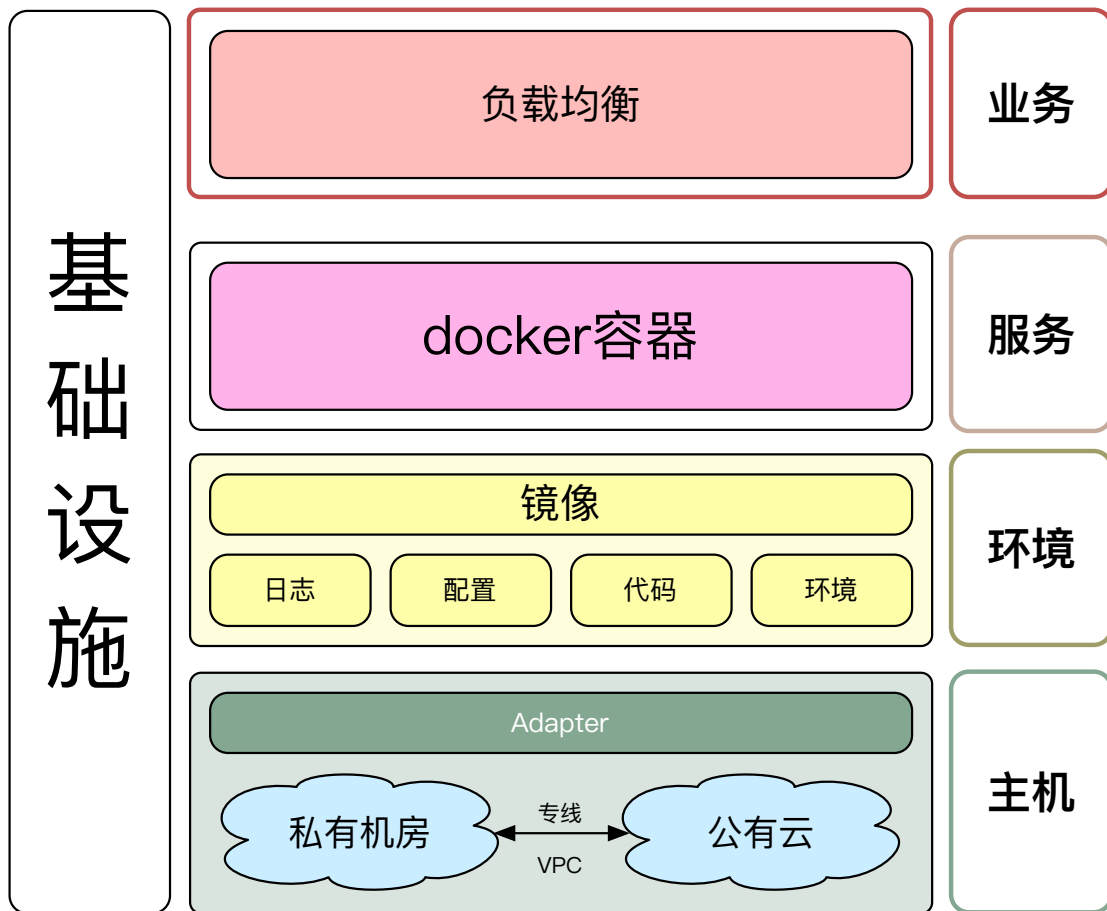 基
础
设
施
负载均衡
业务
docker容器
服务
镜像
日志
配置
代码
环境
环境
Adapter
私有机房
专线
VPC
公有云
主机